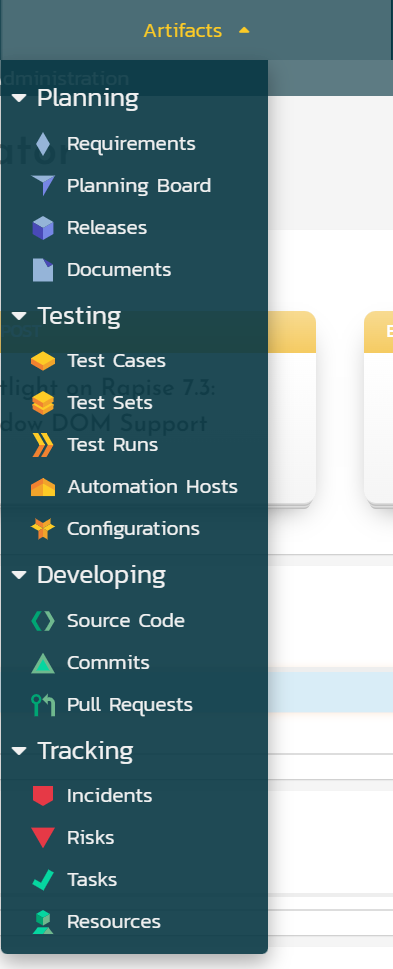 Artifacts
dministration
Planning
Requirements
Planning Board
Releases
Documents
Testing
Test Cases
tlight on Rapise 7.3:
Test Sets
dow DOM Support
Test Runs
Automation Hosts
Configurations
Developing
Source Code
Commits
Pull Requests
Tracking
Incidents
Risks
Tasks
Resources